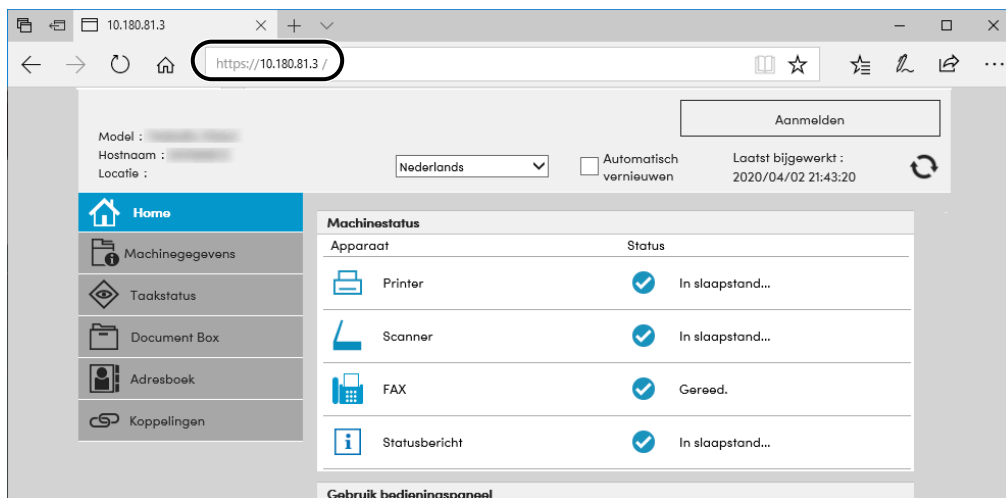 10.180.81.3
https://10.180.81.3 /
Aanmelden
Model :
Hostnaam :
Locatie :
Nederlands
Automatisch
vernieuwen
Laatst bijgewerkt :
2020/04/02 21:43:20
Home
Machinegegevens
Taakstatus
Document Box
Adresboek
Koppelingen
Machinestatus
Apparaat Status
Printer In slaapstand...
Scanner In slaapstand...
FAX Gereed.
Statusbericht In slaapstand...
Gebruik bedieningspaneel